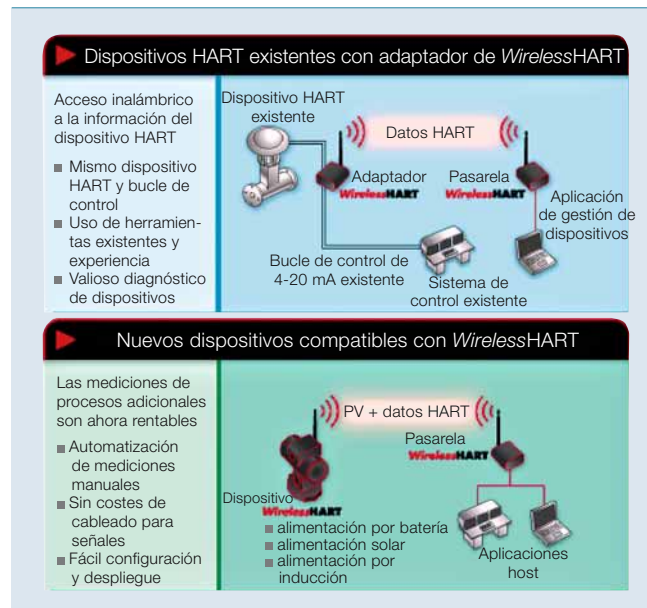 Dispositivos HART existentes con adaptador de WirelessHART
Acceso inalámbrico
a la información del
dispositivo HART
■ Mismo dispositivo
HART y bucle de
control
■ Uso de herramien-
tas existentes y
experiencia
■ Valioso diagnóstico
de dispositivos
Dispositivo HART
existente
Datos HART
Adaptador
WirelessHART
Pasarela
WirelessHART
Aplicación
de gestión de
dispositivos
Bucle de control de
4-20 mA existente
Sistema de
control existente
Nuevos dispositivos compatibles con WirelessHART
Las mediciones de
procesos adicionales
son ahora rentables
■ Automatización
de mediciones
manuales
■ Sin costes de
cableado para
señales
■ Fácil configuración
y despliegue
PV + datos HART
Pasarela
WirelessHART
Dispositivo
WirelessHART
■ alimentación por batería
■ alimentación solar
■ alimentación por
inducción
Aplicaciones
host